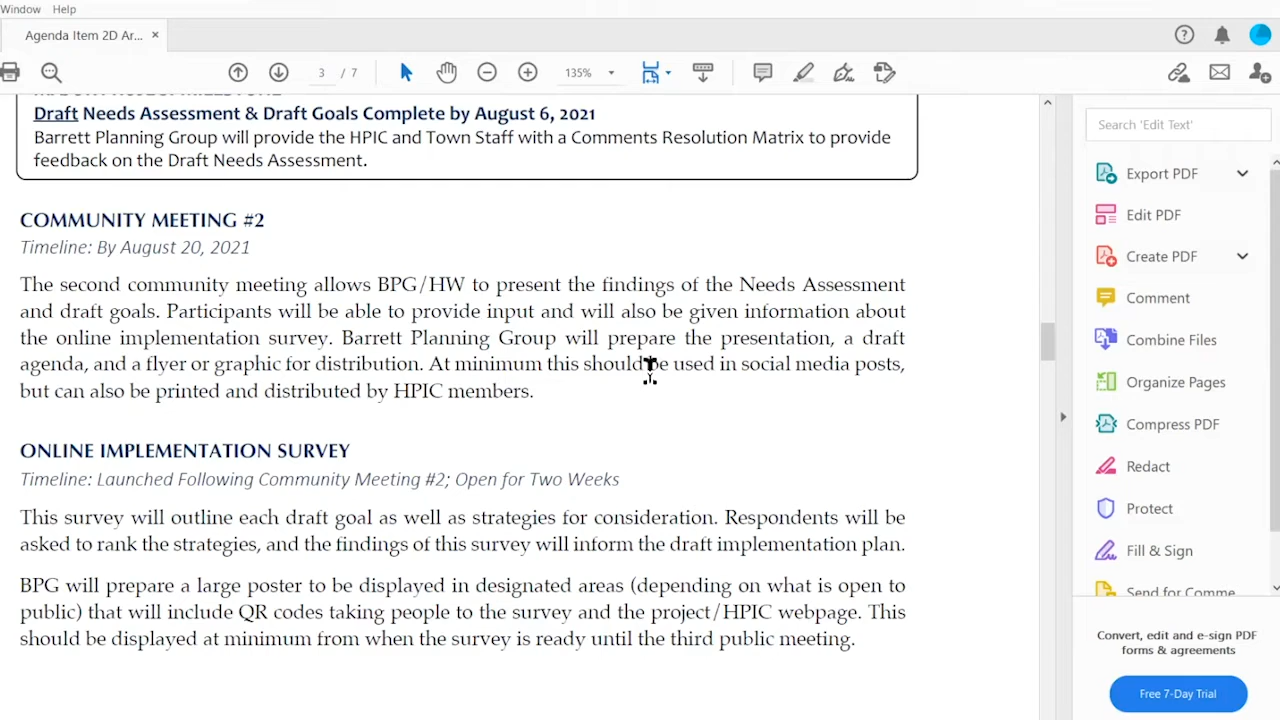 Window Help
Agenda Item 2D Ar... ×
3 / 7
135%
Draft Needs Assessment & Draft Goals Complete by August 6, 2021
Barrett Planning Group will provide the HPIC and Town Staff with a Comments Resolution Matrix to provide
feedback on the Draft Needs Assessment.
COMMUNITY MEETING #2
Timeline: By August 20, 2021
The second community meeting allows BPG/HW to present the findings of the Needs Assessment
and draft goals. Participants will be able to provide input and will also be given information about
the online implementation survey. Barrett Planning Group will prepare the presentation, a draft
agenda, and a flyer or graphic for distribution. At minimum this should be used in social media posts,
but can also be printed and distributed by HPIC members.
ONLINE IMPLEMENTATION SURVEY
Timeline: Launched Following Community Meeting #2; Open for Two Weeks
This survey will outline each draft goal as well as strategies for consideration. Respondents will be
asked to rank the strategies, and the findings of this survey will inform the draft implementation plan.
BPG will prepare a large poster to be displayed in designated areas (depending on what is open to
public) that will include QR codes taking people to the survey and the project/HPIC webpage. This
should be displayed at minimum from when the survey is ready until the third public meeting.
Search 'Edit Text'
Export PDF
Edit PDF
Create PDF
Comment
Combine Files
Organize Pages
Compress PDF
Redact
Protect
Fill & Sign
Send for Comme
Convert, edit and e-sign PDF
forms & agreements
Free 7-Day Trial